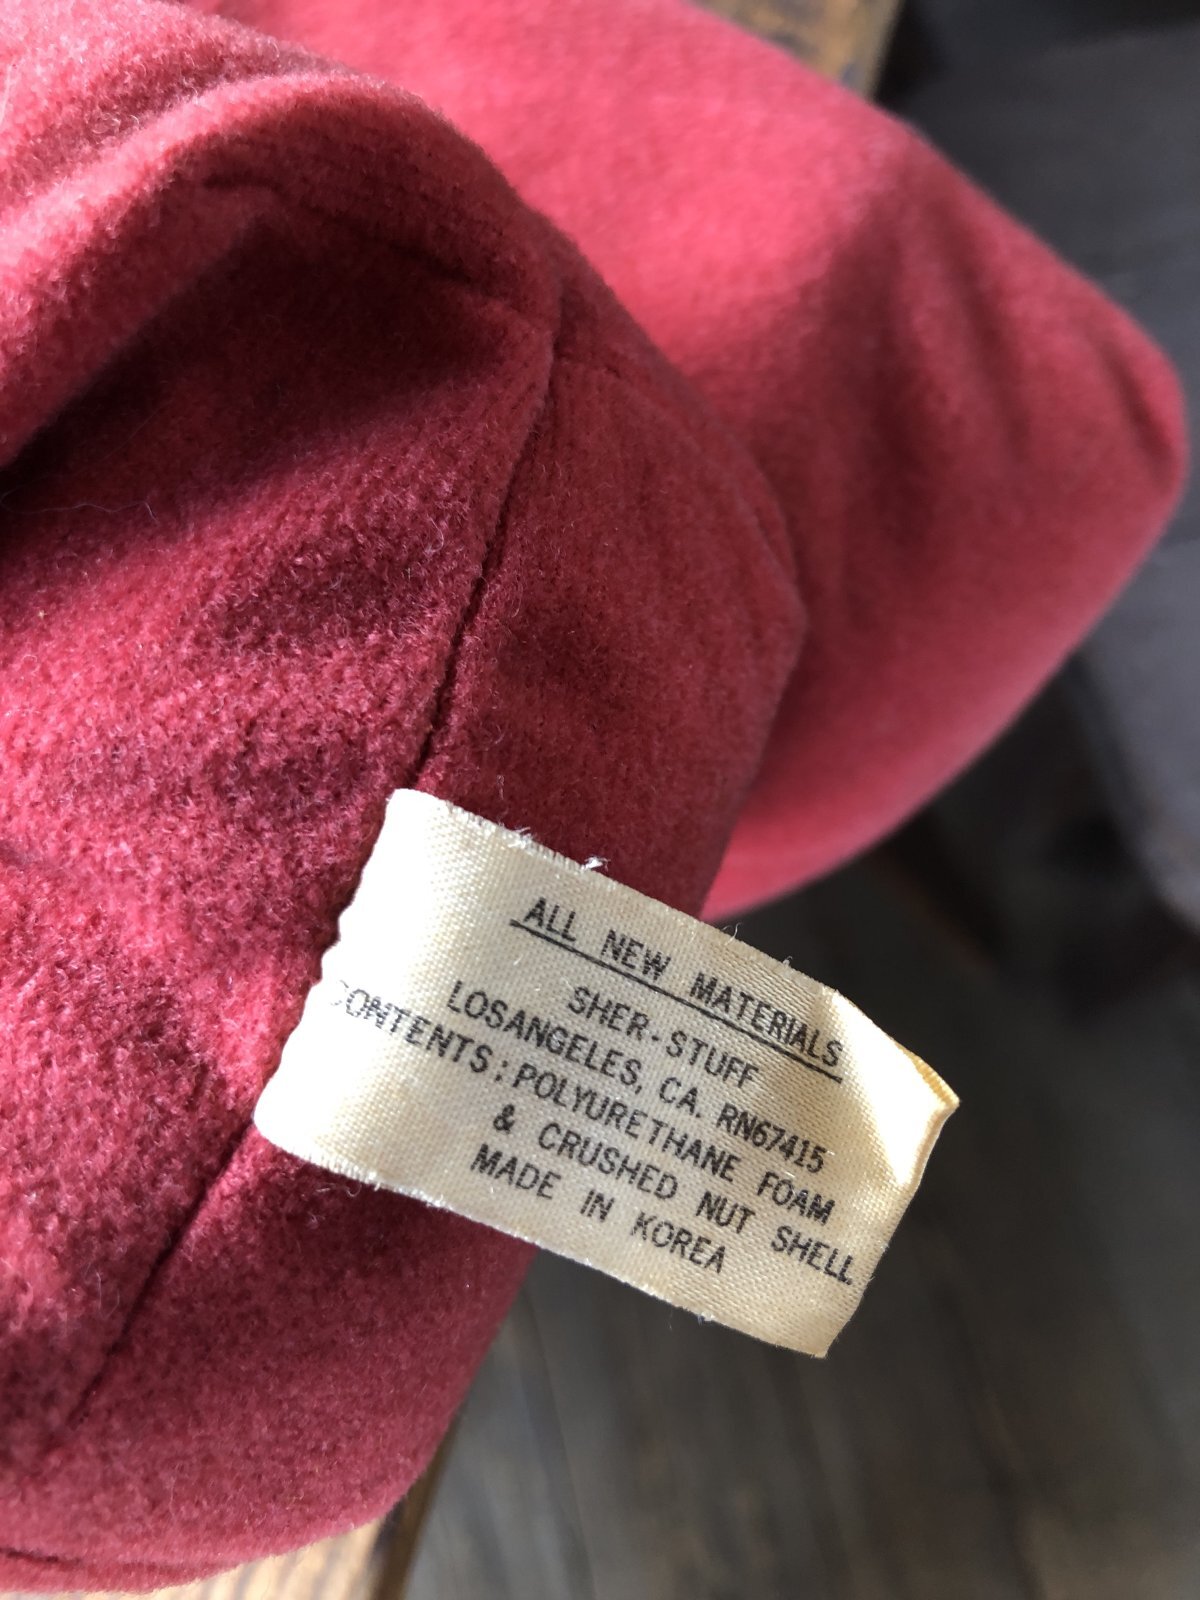 ALL NEW MATERIALS
SHER-STUFF
LOSANGELES, CA. RN67415
CONTENTS: POLYURETHANE FOAM
& CRUSHED NUT SHELL
MADE IN KOREA